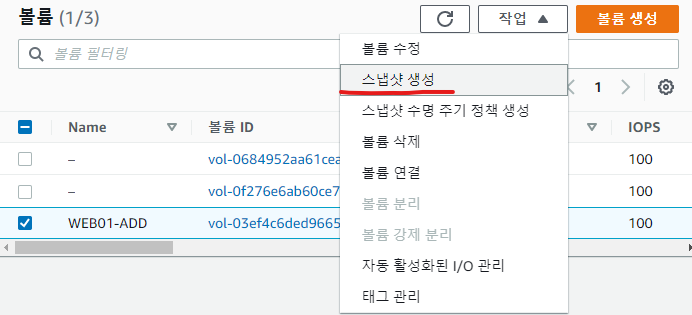 볼륨 (1/3)
작업
볼륨 생성
볼륨 필터링
볼륨 수정
스냅샷 생성
스냅샷 수명 주기 정책 생성
볼륨 삭제
볼륨 연결
볼륨 분리
볼륨 강제 분리
자동 활성화된 I/O 관리
태그 관리
1
Name 볼륨 ID IOPS
– vol-0684952aa61cea 100
– vol-0f276e6ab60ce7 100
WEB01-ADD vol-03ef4c6ded9665 100